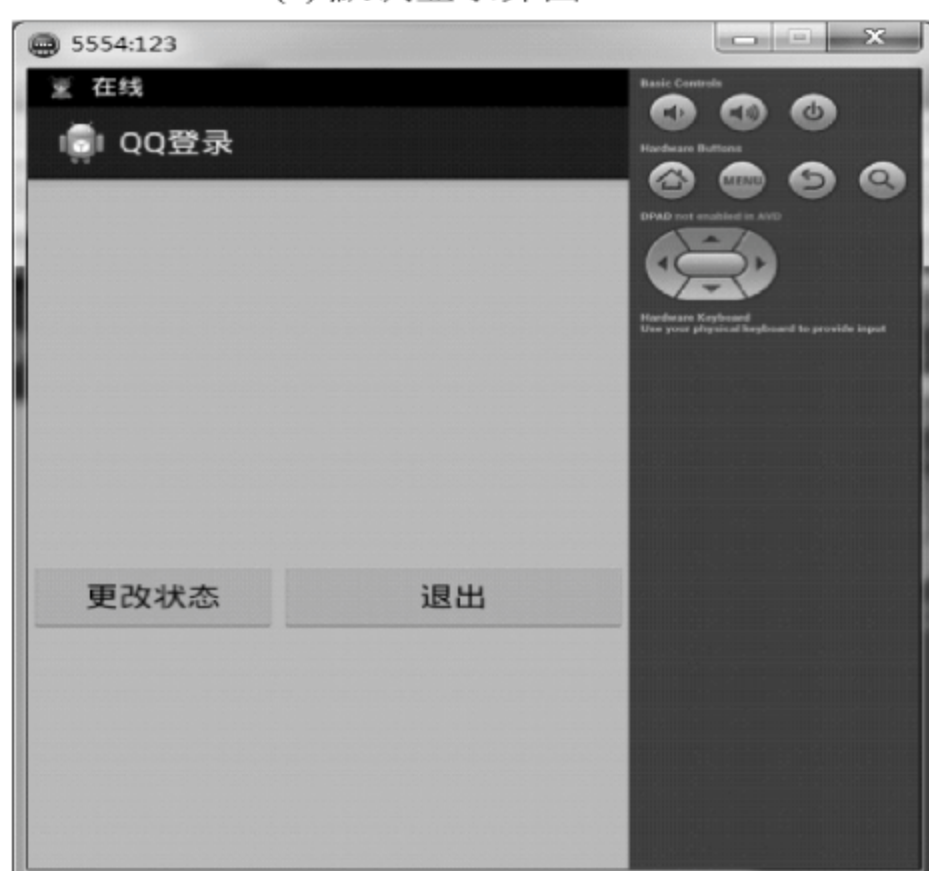 5554:123
在线
QQ登录
更改状态
退出
Basic Controls
Hardware Buttons
MENU
DPAD not enabled in AVD
Hardware Keyboard
Use your physical keyboard to provide input